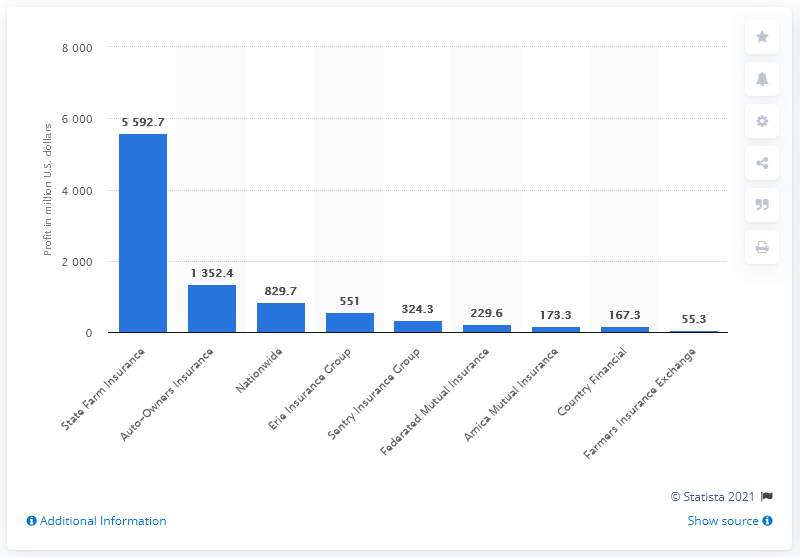 8 000
6 000
4 000
2 000
0
Profit in million U.S. dollars
5 592.7
1 352.4
829.7
551
324.3
229.6
173.3
167.3
55.3
State Farm Insurance
Auto-Owners Insurance
Nationwide
Erie Insurance Group
Sentry Insurance Group
Federated Mutual Insurance
Amica Mutual Insurance
Country Financial
Farmers Insurance Exchange
© Statista 2021
Additional Information
Show source